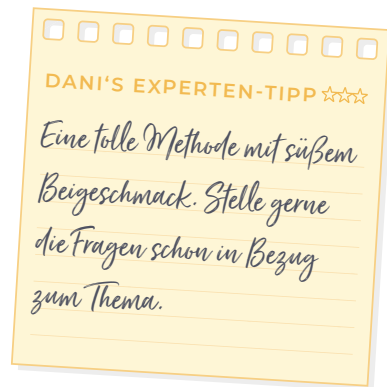 DANI'S EXPERTEN-TIPP
Eine tolle Methode mit süßem
Beigeschmack. Stelle gerne
die Fragen schon in Bezug
zum Thema.